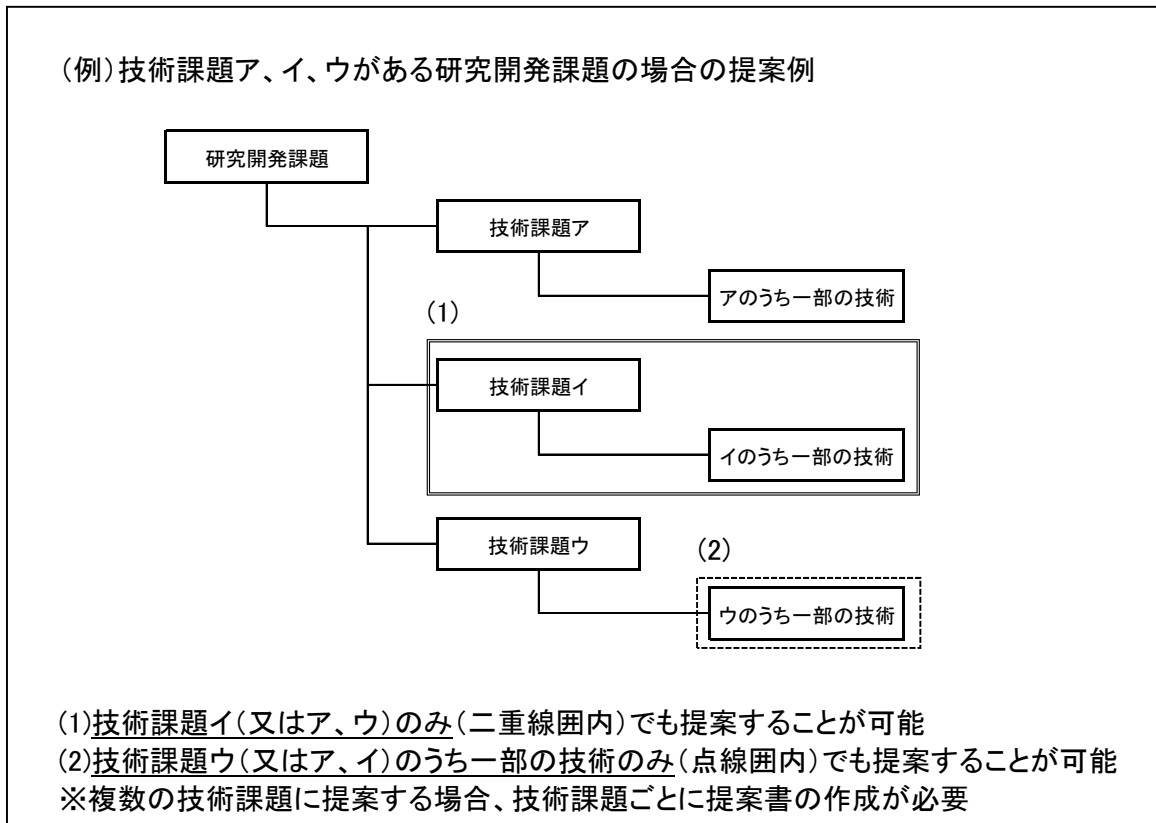 (例)技術課題ア、イ、ウがある研究開発課題の場合の提案例
研究開発課題
技術課題ア
アのうち一部の技術
(1)
技術課題イ
イのうち一部の技術
技術課題ウ
(2)
ウのうち一部の技術
(1)技術課題イ(又はア、ウ)のみ(二重線囲内)でも提案することが可能
(2)技術課題ウ(又はア、イ)のうち一部の技術のみ(点線囲内)でも提案することが可能
※複数の技術課題に提案する場合、技術課題ごとに提案書の作成が必要